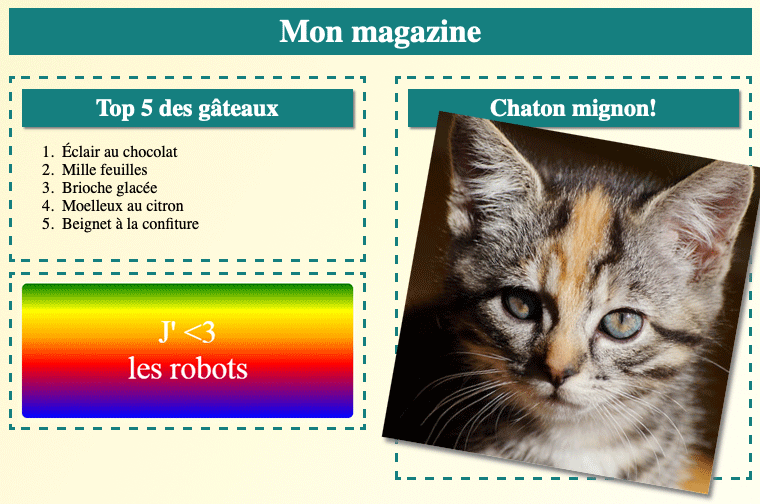 Mon magazine
Top 5 des gâteaux
1. Éclair au chocolat
2. Mille feuilles
3. Brioche glacée
4. Moelleux au citron
5. Beignet à la confiture
J' <3
les robots
Chaton mignon!